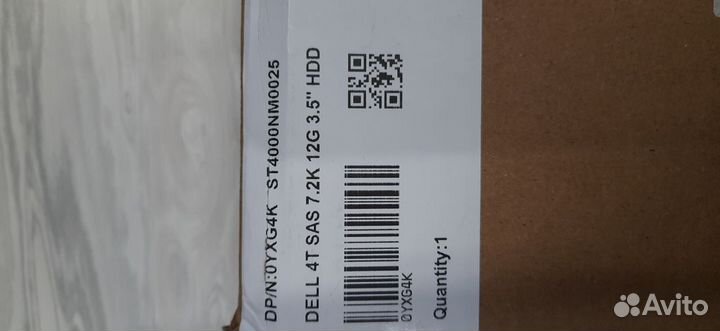 DP/N:0YXG4K ST4000NM0025
DELL 4T SAS 7.2K 12G 3.5" HDD
0YXG4K
Quantity:1
Avito